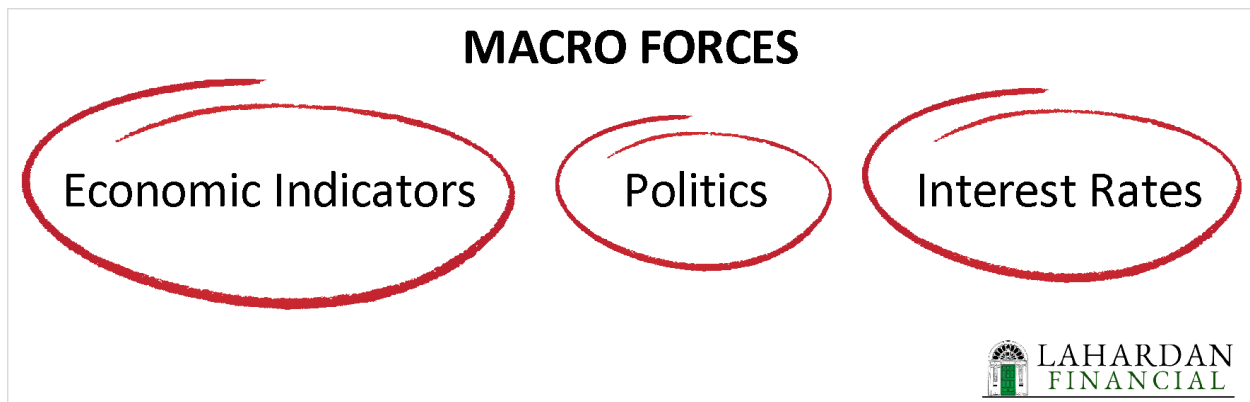 MACRO FORCES
Economic Indicators
Politics
Interest Rates
LAHARDAN
FINANCIAL